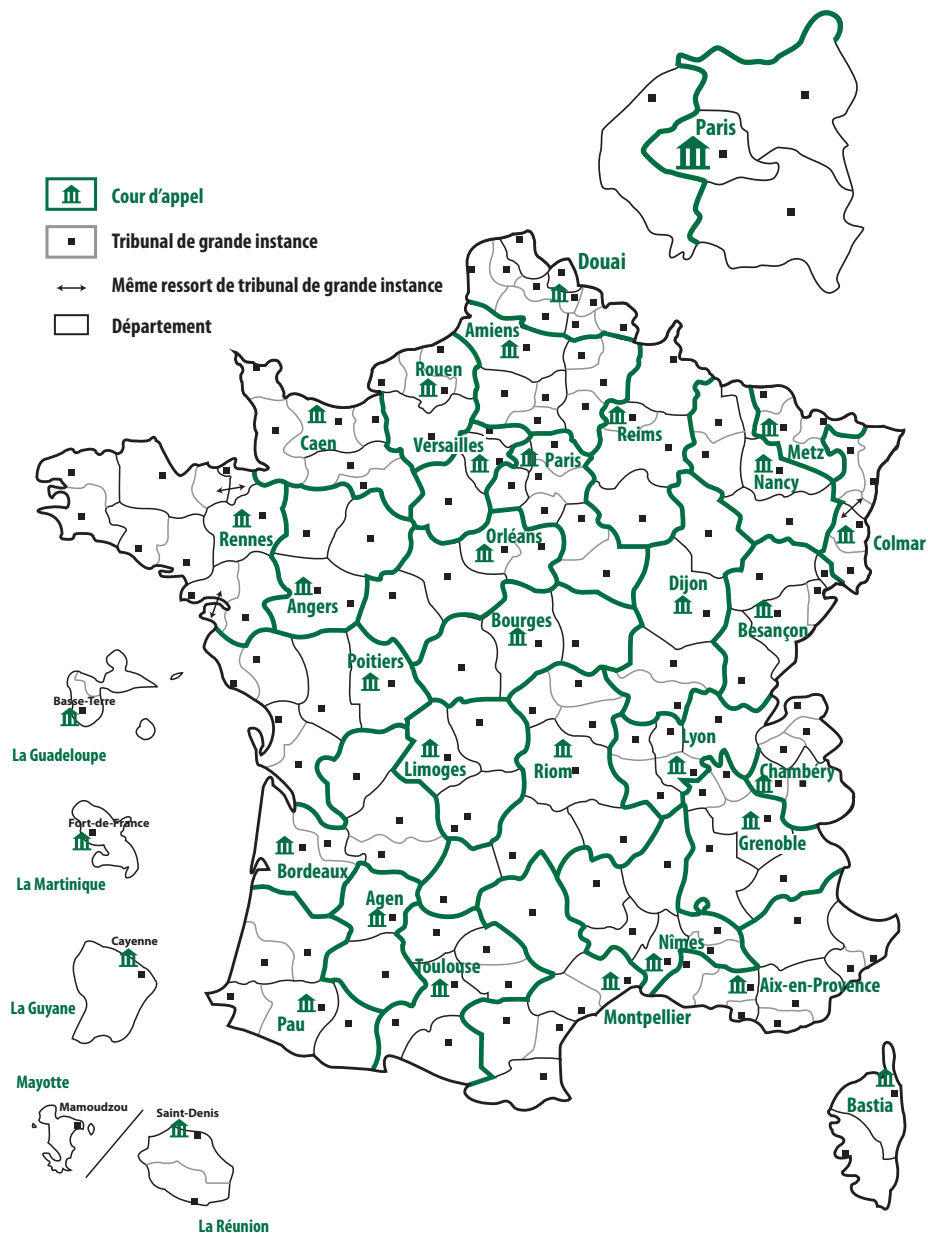 Paris
Cour d'appel
Tribunal de grande instance
Même ressort de tribunal de grande instance
Département
Douai
Amiens
Rouen
Caen
Versailles
Paris
Reims
Metz
Nancy
Rennes
Orléans
Colmar
Angers
Dijon
Bourges
Besançon
Poitiers
Basse-Terre
La Guadeloupe
Lyon
Limoges
Riom
Chambéry
Fort-de-France
Grenoble
La Martinique
Bordeaux
Agen
Cayenne
Nîmes
Toulouse
Aix-en-Provence
La Guyane
Pau
Montpellier
Mayotte
Mamoudzou
Saint-Denis
Bastia
La Réunion